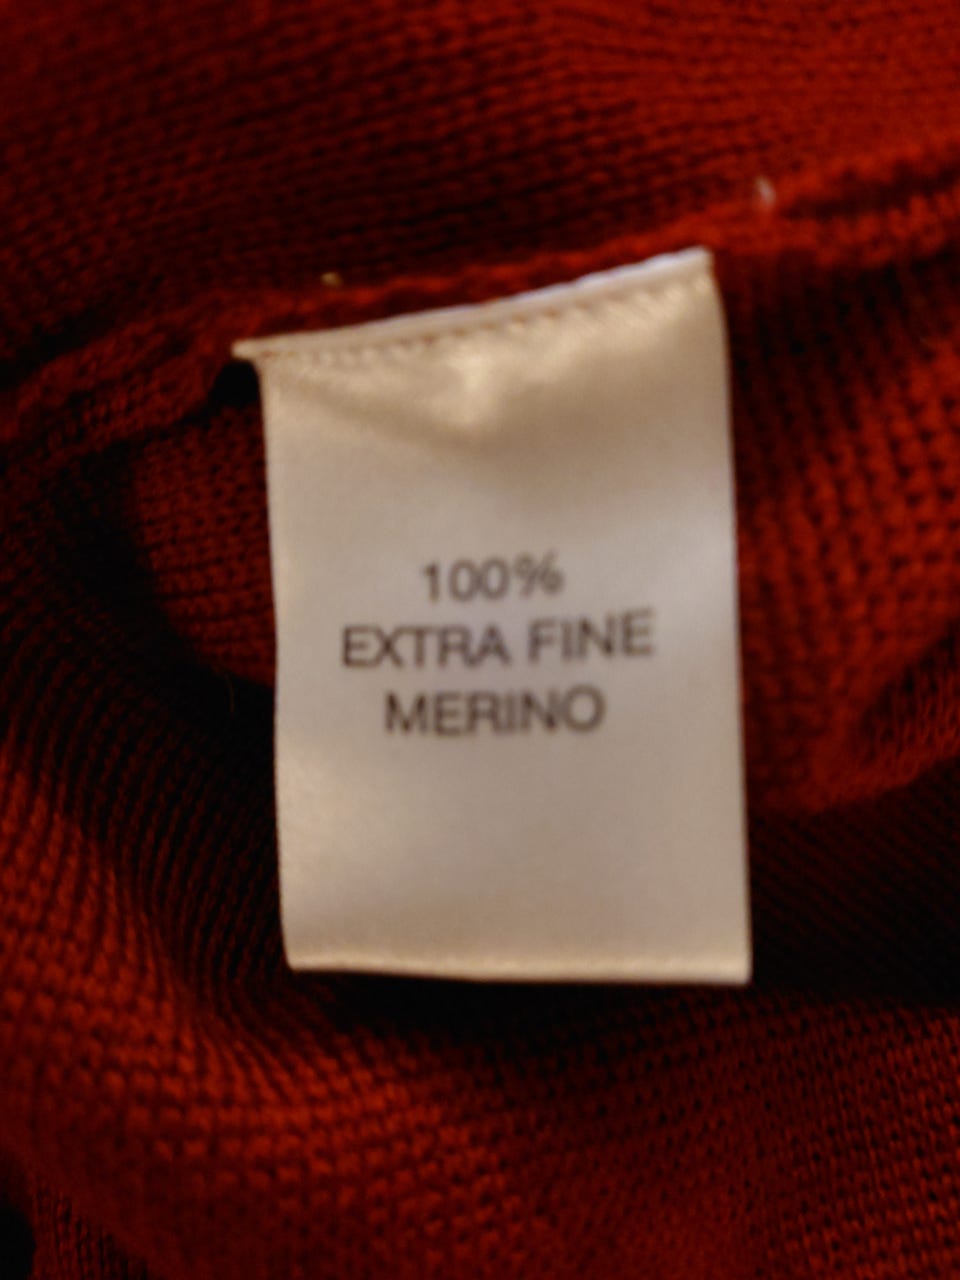 100%
EXTRA FINE
MERINO